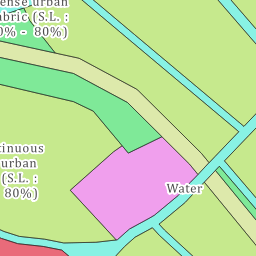 ense urban
abric (S.L. :
0% - 80%)
tinuous
urban
(S.L. :
80%)
Water